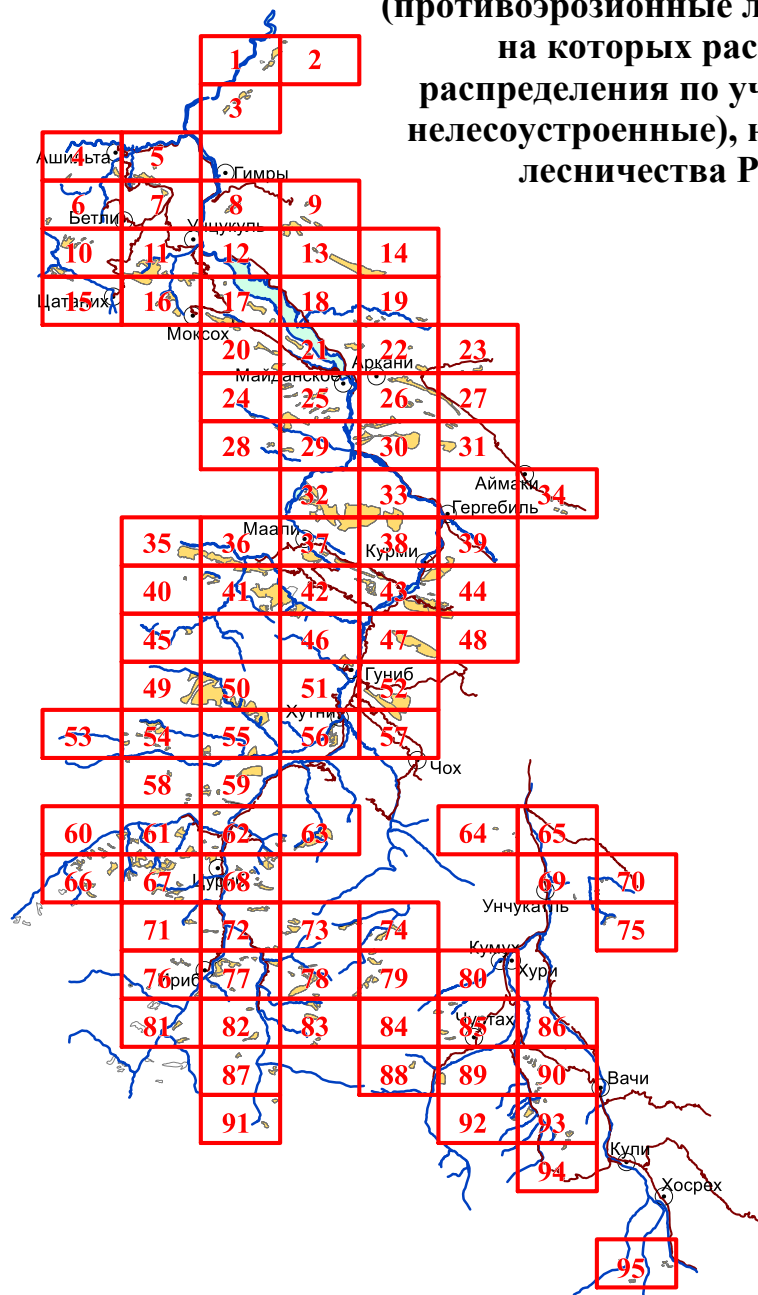 (противоэрозионные л
на которых рас
распределения по уч
нелесоустроенные), н
лесничества Р
1 2
3
4 5
Ашильта
Гимры
6 7 8 9
Бетли
Унцукуль
10 11 12 13 14
15 16 17 18 19
Цатаних
Моксох
20 21 22 23
Аркани
Майданское
24 25 26 27
28 29 30 31
Аймаки
32 33 34
Гергебиль
Маали
35 36 37 38 39
Курми
40 41 42 43 44
45 46 47 48
Гуниб
49 50 51 52
Хутни
53 54 55 56 57
Чох
58 59
60 61 62 63 64 65
66 67 68 69 70
Унчукатль
71 72 73 74 75
Кумух
Хури
76 77 78 79 80
81 82 83 84 85 86
87 88 89 90
Вачи
91 92 93
Кули
94
Хосрех
95